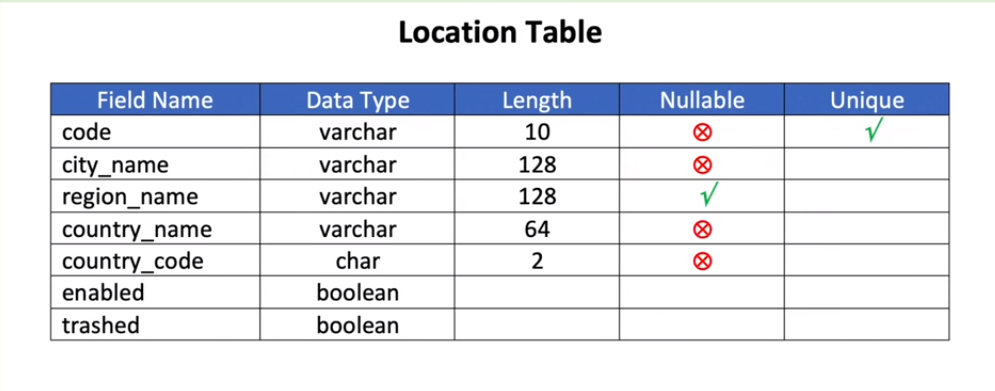 Location Table
Field Name Data Type Length Nullable Unique
code varchar 10 ⊗ √
city_name varchar 128 ⊗
region_name varchar 128 √
country_name varchar 64 ⊗
country_code char 2 ⊗
enabled boolean
trashed boolean